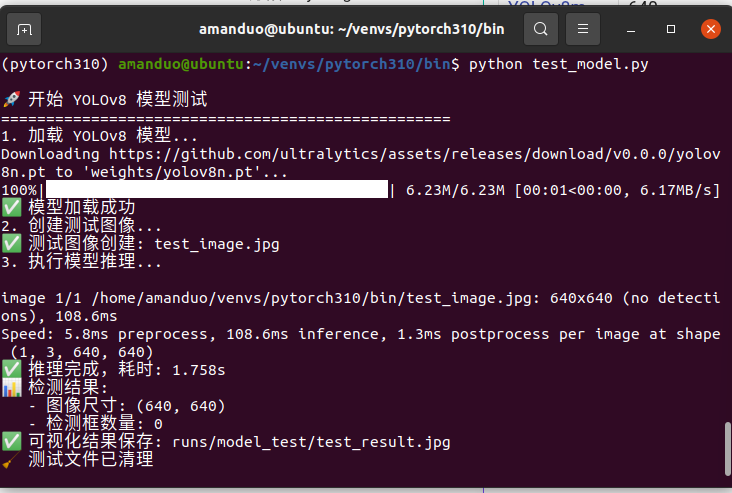 YOLOv8m 640
amanduo@ubuntu: ~/venvs/pytorch310/bin
(pytorch310) amanduo@ubuntu:~/venvs/pytorch310/bin$ python test_model.py
🚀 开始 YOLOv8 模型测试
==================================================
1. 加载 YOLOv8 模型...
Downloading https://github.com/ultralytics/assets/releases/download/v0.0.0/yolov
8n.pt to 'weights/yolov8n.pt'...
100%|██████████████████████████████████████| 6.23M/6.23M [00:01<00:00, 6.17MB/s]
✅ 模型加载成功
2. 创建测试图像...
✅ 测试图像创建: test_image.jpg
3. 执行模型推理...
image 1/1 /home/amanduo/venvs/pytorch310/bin/test_image.jpg: 640x640 (no detecti
ons), 108.6ms
Speed: 5.8ms preprocess, 108.6ms inference, 1.3ms postprocess per image at shape
(1, 3, 640, 640)
✅ 推理完成，耗时: 1.758s
📊 检测结果:
- 图像尺寸: (640, 640)
- 检测框数量: 0
✅ 可视化结果保存: runs/model_test/test_result.jpg
🧹 测试文件已清理